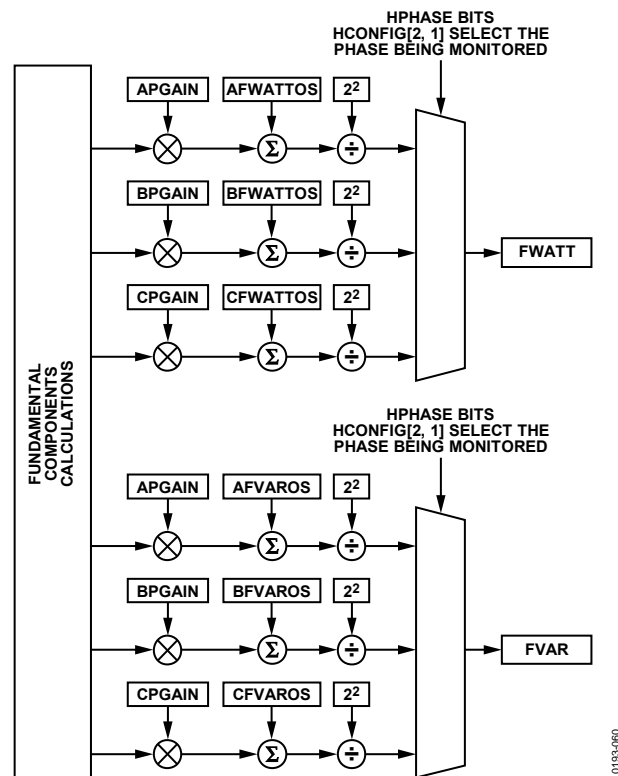 HPHASE BITS
HCONFIG[2, 1] SELECT THE
PHASE BEING MONITORED
APGAIN AFWATTOS 2²
Σ ÷
BPGAIN BFWATTOS 2²
Σ ÷
FWATT
CPGAIN CFWATTOS 2²
Σ ÷
FUNDAMENTAL
COMPONENTS
CALCULATIONS
HPHASE BITS
HCONFIG[2, 1] SELECT THE
PHASE BEING MONITORED
APGAIN AFVAROS 2²
Σ ÷
BPGAIN BFVAROS 2²
Σ ÷
FVAR
CPGAIN CFVAROS 2²
Σ ÷
0193-060